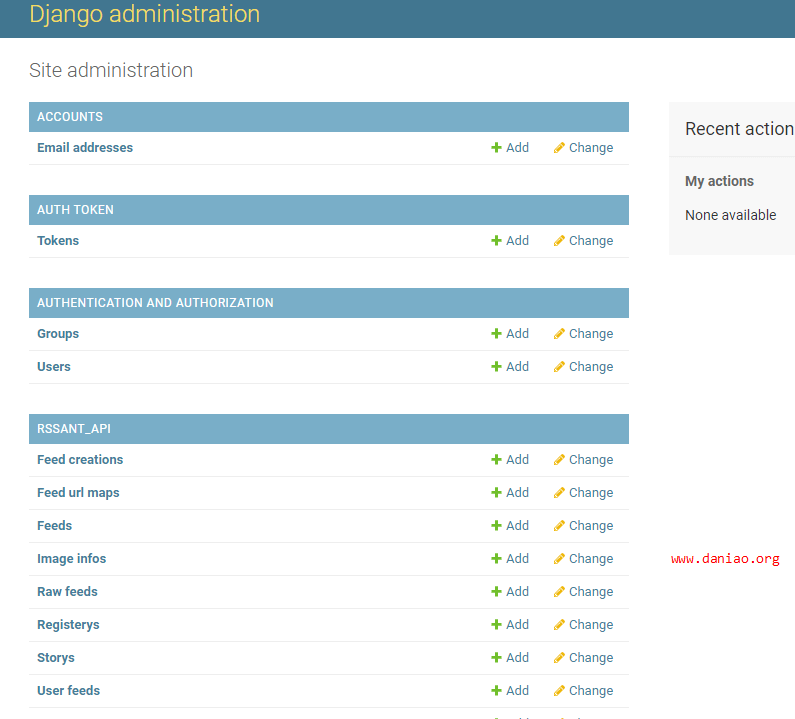 Django administration
Site administration
ACCOUNTS
Email addresses Add Change
AUTH TOKEN
Tokens Add Change
AUTHENTICATION AND AUTHORIZATION
Groups Add Change
Users Add Change
RSSANT_API
Feed creations Add Change
Feed url maps Add Change
Feeds Add Change
Image infos Add Change
Raw feeds Add Change
Registerys Add Change
Storys Add Change
User feeds Add Change
Recent action
My actions
None available
www.daniao.org